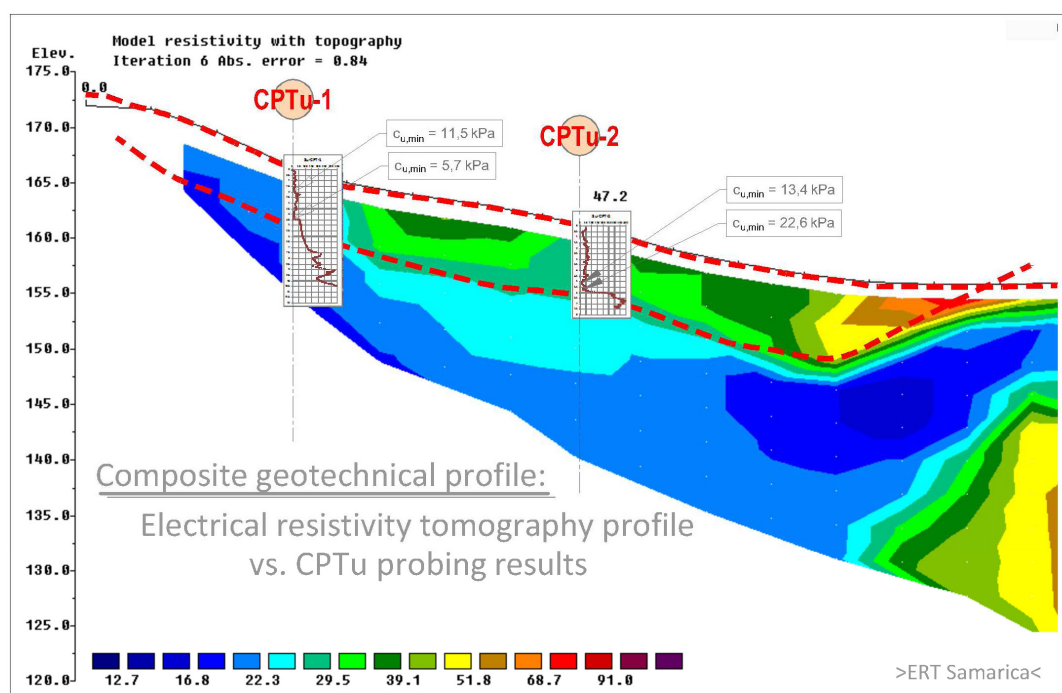 Model resistivity with topography
Elev.
Iteration 6 Abs. error = 0.84
175.0
0.0
CPTu-1
170.0
CPTu-2
cu,min = 11,5 kPa
cu,min = 5,7 kPa
165.0
47.2
cu,min = 13,4 kPa
cu,min = 22,6 kPa
160.0
155.0
150.0
145.0
140.0
Composite geotechnical profile:
135.0
Electrical resistivity tomography profile
vs. CPTu probing results
130.0
125.0
120.0
12.7 16.8 22.3 29.5 39.1 51.8 68.7 91.0
>ERT Samarica<